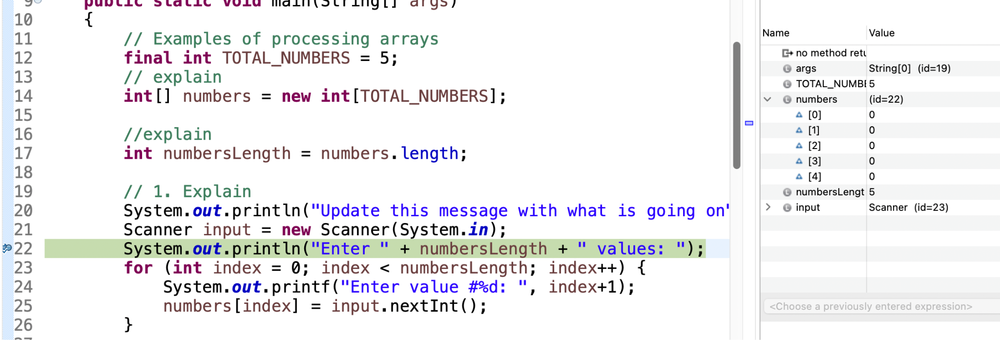 9 public static void main(String[] args)
10 {
11 // Examples of processing arrays
12 final int TOTAL_NUMBERS = 5;
13 // explain
14 int[] numbers = new int[TOTAL_NUMBERS];
15
16 //explain
17 int numbersLength = numbers.length;
18
19 // 1. Explain
20 System.out.println("Update this message with what is going on"
21 Scanner input = new Scanner(System.in);
22 System.out.println("Enter " + numbersLength + " values: ");
23 for (int index = 0; index < numbersLength; index++) {
24 System.out.printf("Enter value #%d: ", index+1);
25 numbers[index] = input.nextInt();
26 }
Name Value
no method retu
args String[0] (id=19)
TOTAL_NUMBE 5
numbers (id=22)
[0] 0
[1] 0
[2] 0
[3] 0
[4] 0
numbersLengt 5
input Scanner (id=23)
<Choose a previously entered expression>